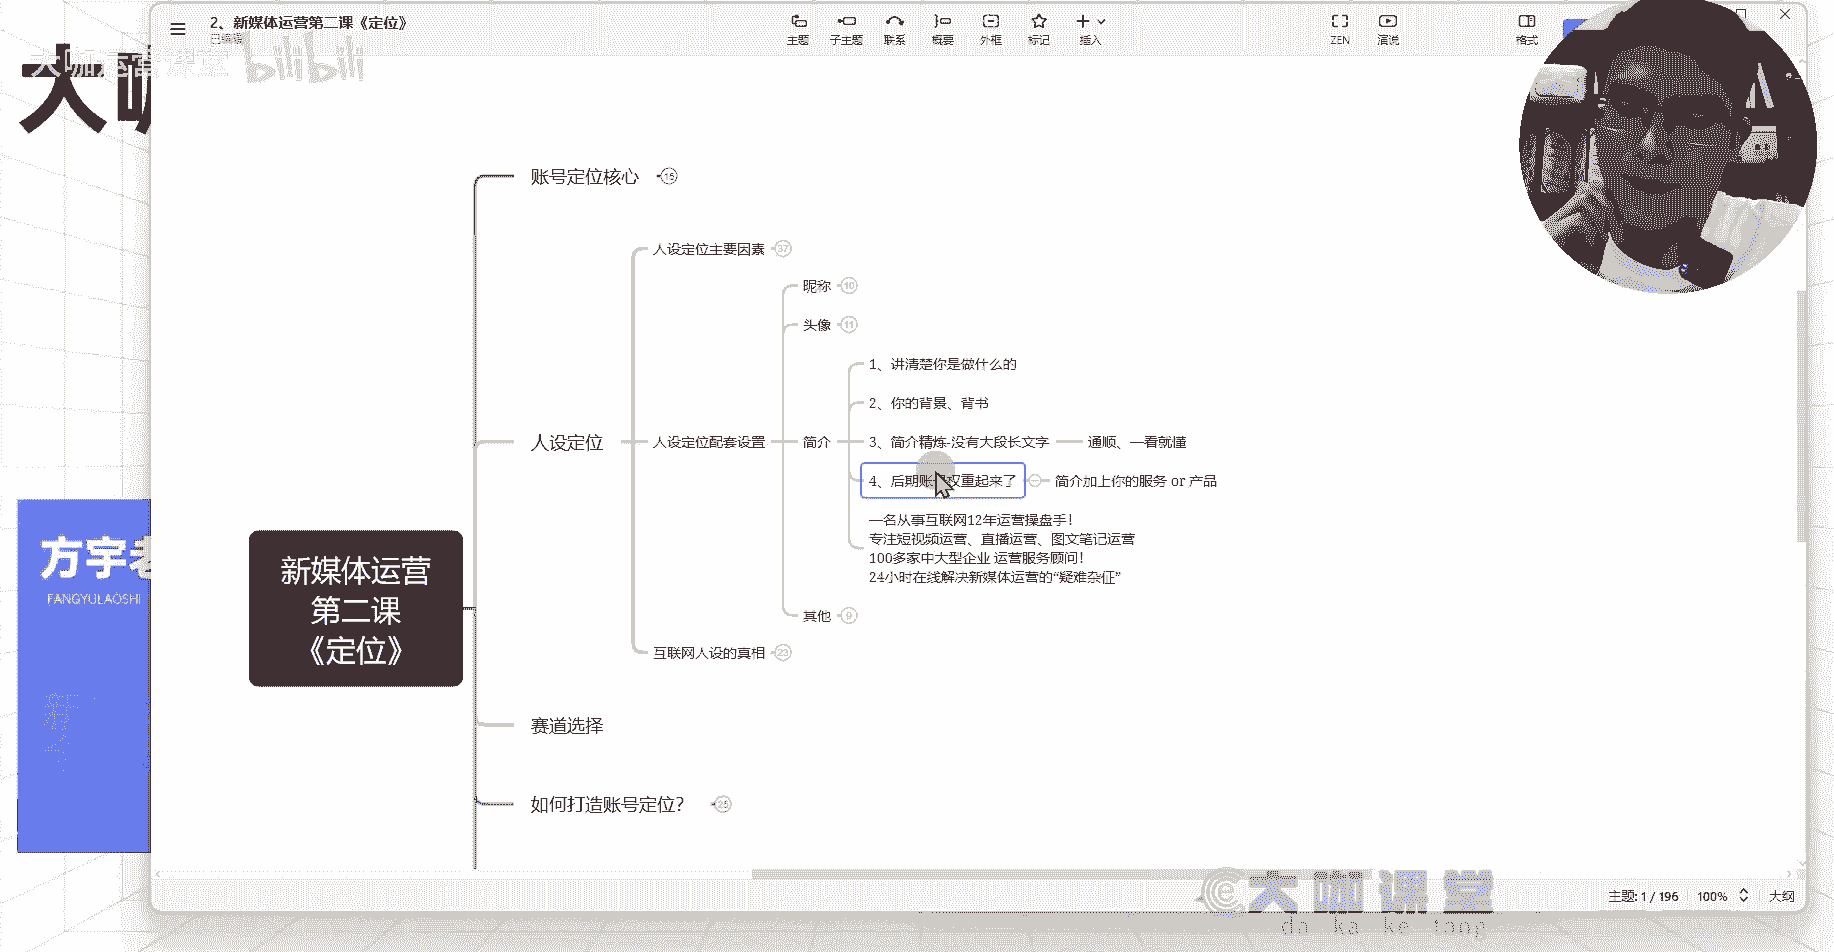 2、新媒体运营第二课《定位》
已编辑
主题
子主题
联系
概要
外框
标记
插入
ZEN
演说
格式
大咖运营课堂
bilibili
大咖
账号定位核心
15
人设定位主要因素
37
昵称
10
头像
11
1、讲清楚你是做什么的
2、你的背景、背书
人设定位
人设定位配套设置
简介
3、简介精炼-没有大段长文字
通顺、一看就懂
4、后期账 权重起来了
简介加上你的服务 or 产品
一名从事互联网12年运营操盘手！
专注短视频运营、直播运营、图文笔记运营
100多家中大型企业 运营服务顾问！
24小时在线解决新媒体运营的“疑难杂征”
其他
9
互联网人设的真相
23
新媒体运营
第二课
《定位》
方宇老
FANGYULAOSHI
赛道选择
如何打造账号定位？
大咖课堂
da ka ke tang
主题: 1 / 196
100%
大纲